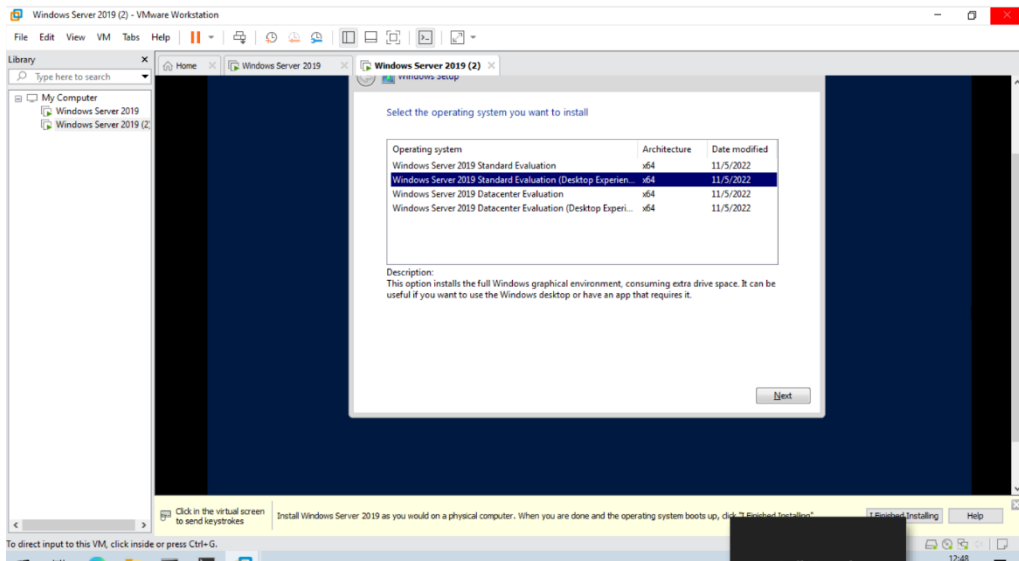 Windows Server 2019 (2) - VMware Workstation
File Edit View VM Tabs Help
Library
Type here to search
My Computer
Windows Server 2019
Windows Server 2019 (2)
Home Windows Server 2019 Windows Server 2019 (2)
Windows Setup
Select the operating system you want to install
Operating system Architecture Date modified
Windows Server 2019 Standard Evaluation x64 11/5/2022
Windows Server 2019 Standard Evaluation (Desktop Experien... x64 11/5/2022
Windows Server 2019 Datacenter Evaluation x64 11/5/2022
Windows Server 2019 Datacenter Evaluation (Desktop Experi... x64 11/5/2022
Description:
This option installs the full Windows graphical environment, consuming extra drive space. It can be
useful if you want to use the Windows desktop or have an app that requires it.
Next
Click in the virtual screen
to send keystrokes
Install Windows Server 2019 as you would on a physical computer. When you are done and the operating system boots up, click "I Finished Installing"
I Finished Installing Help
To direct input to this VM, click inside or press Ctrl+G.
12:48